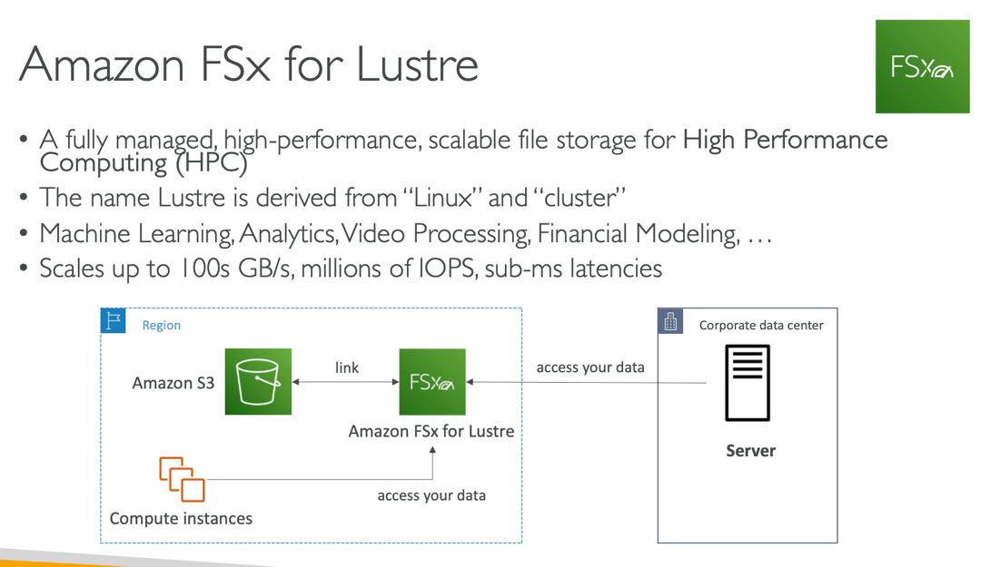 Amazon FSx for Lustre
FSx
• A fully managed, high-performance, scalable file storage for High Performance
Computing (HPC)
• The name Lustre is derived from “Linux” and “cluster”
• Machine Learning, Analytics, Video Processing, Financial Modeling, …
• Scales up to 100s GB/s, millions of IOPS, sub-ms latencies
Region
Corporate data center
Amazon S3
link
FSx
access your data
Amazon FSx for Lustre
Server
access your data
Compute instances